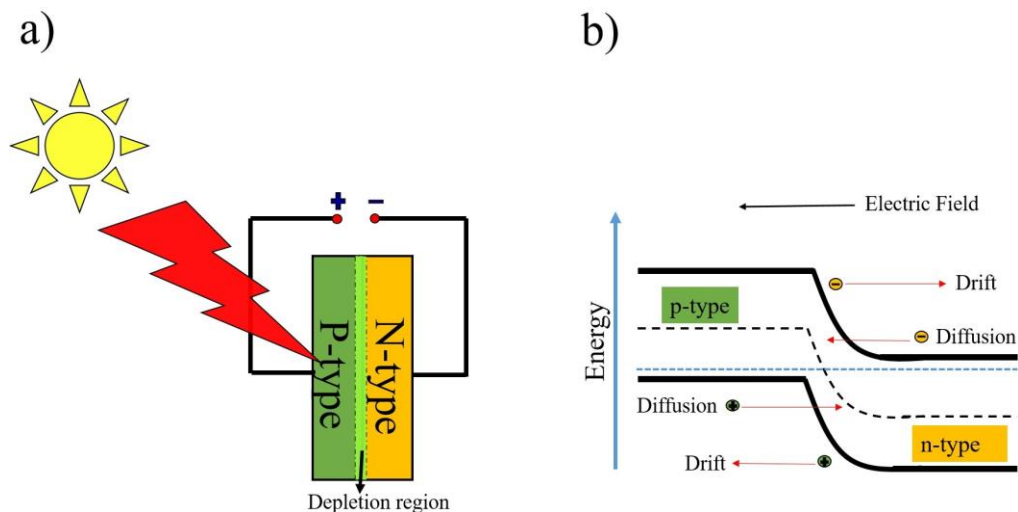 a)
+ −
P-type
N-type
Depletion region
b)
Electric Field
Energy
− Drift
p-type
− Diffusion
Diffusion +
n-type
Drift +